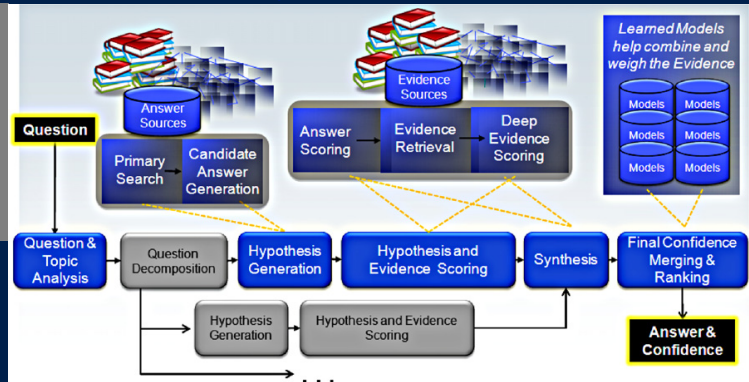 Learned Models
help combine and
weigh the Evidence
Answer
Sources
Evidence
Sources
Models
Models
Models
Models
Models
Models
Question
Primary
Search
Candidate
Answer
Generation
Answer
Scoring
Evidence
Retrieval
Deep
Evidence
Scoring
Question &
Topic
Analysis
Question
Decomposition
Hypothesis
Generation
Hypothesis and
Evidence Scoring
Synthesis
Final Confidence
Merging &
Ranking
Hypothesis
Generation
Hypothesis and Evidence
Scoring
Answer &
Confidence
. . .